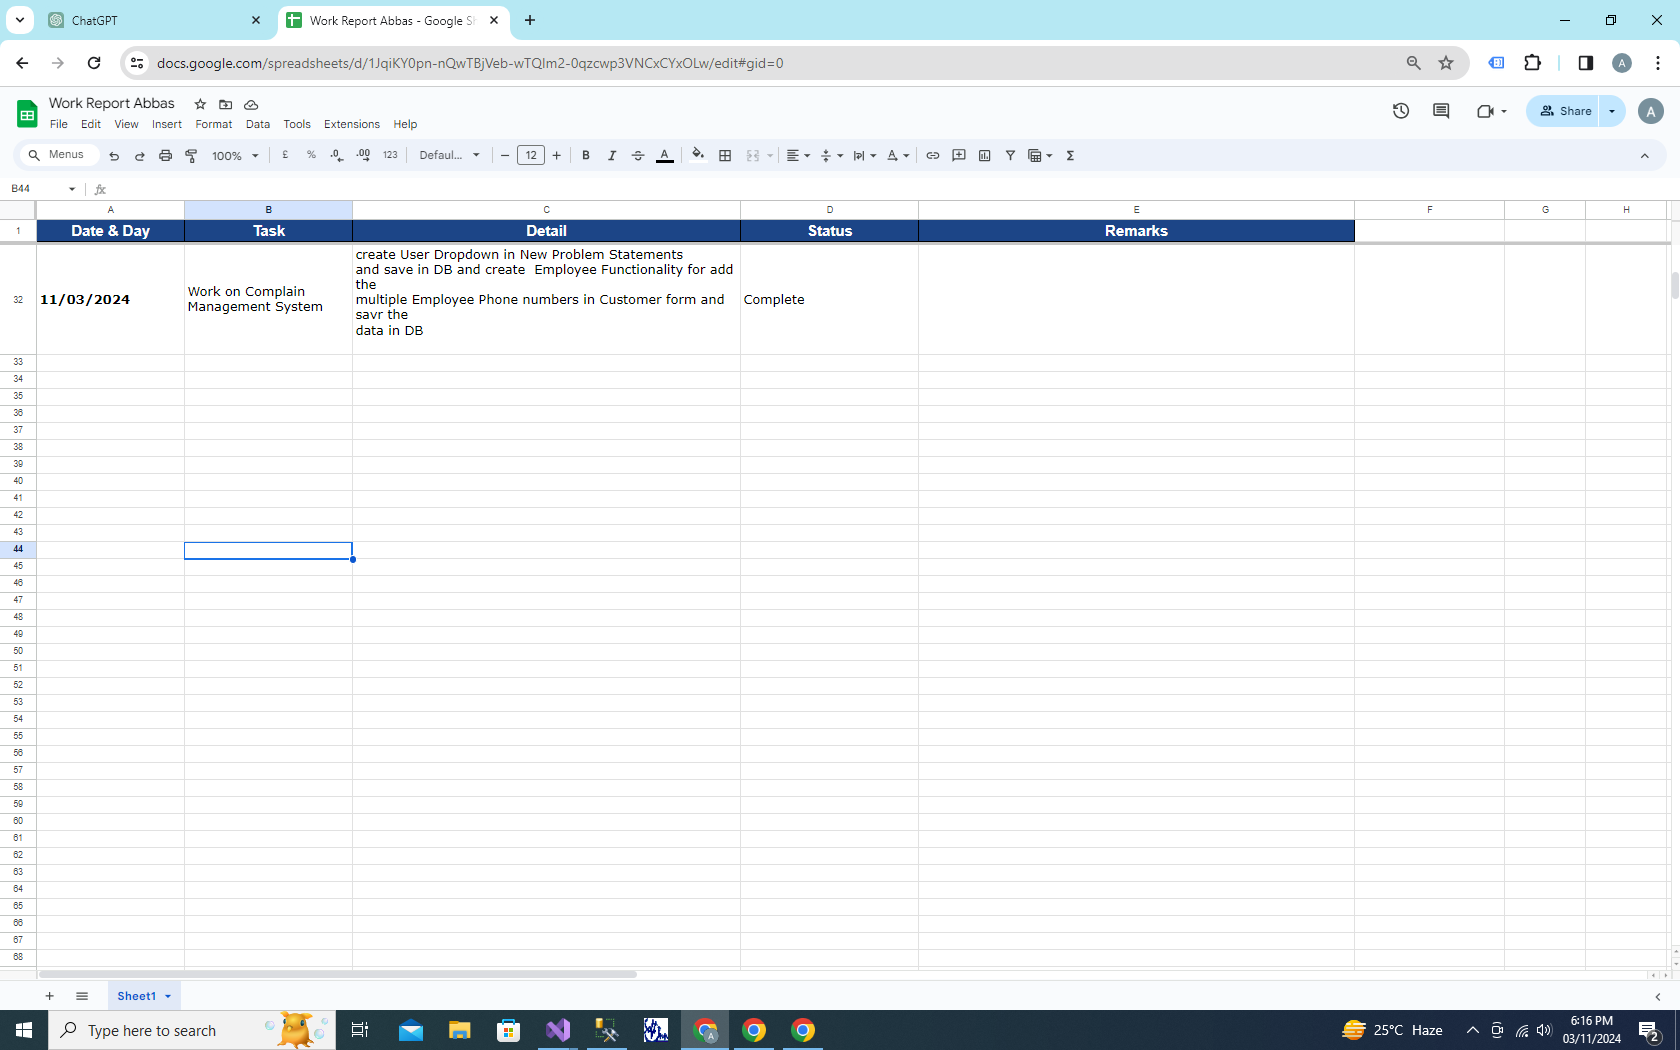 ChatGPT
Work Report Abbas - Google Sh
docs.google.com/spreadsheets/d/1JqiKY0pn-nQwTBjVeb-wTQIm2-0qzcwp3VNCxCYxOLw/edit#gid=0
A
Work Report Abbas
File Edit View Insert Format Data Tools Extensions Help
Share
A
Menus 100% £ % .0 .00 123 Defaul... 12 B I A
B44
fx
A B C D E F G H
1 Date & Day Task Detail Status Remarks
create User Dropdown in New Problem Statements
and save in DB and create Employee Functionality for add
the
32 11/03/2024 Work on Complain
Management System
multiple Employee Phone numbers in Customer form and
savr the
data in DB
Complete
33
34
35
36
37
38
39
40
41
42
43
44
45
46
47
48
49
50
51
52
53
54
55
56
57
58
59
60
61
62
63
64
65
66
67
68
Sheet1
Type here to search
A
25°C Haze
6:16 PM
03/11/2024
2